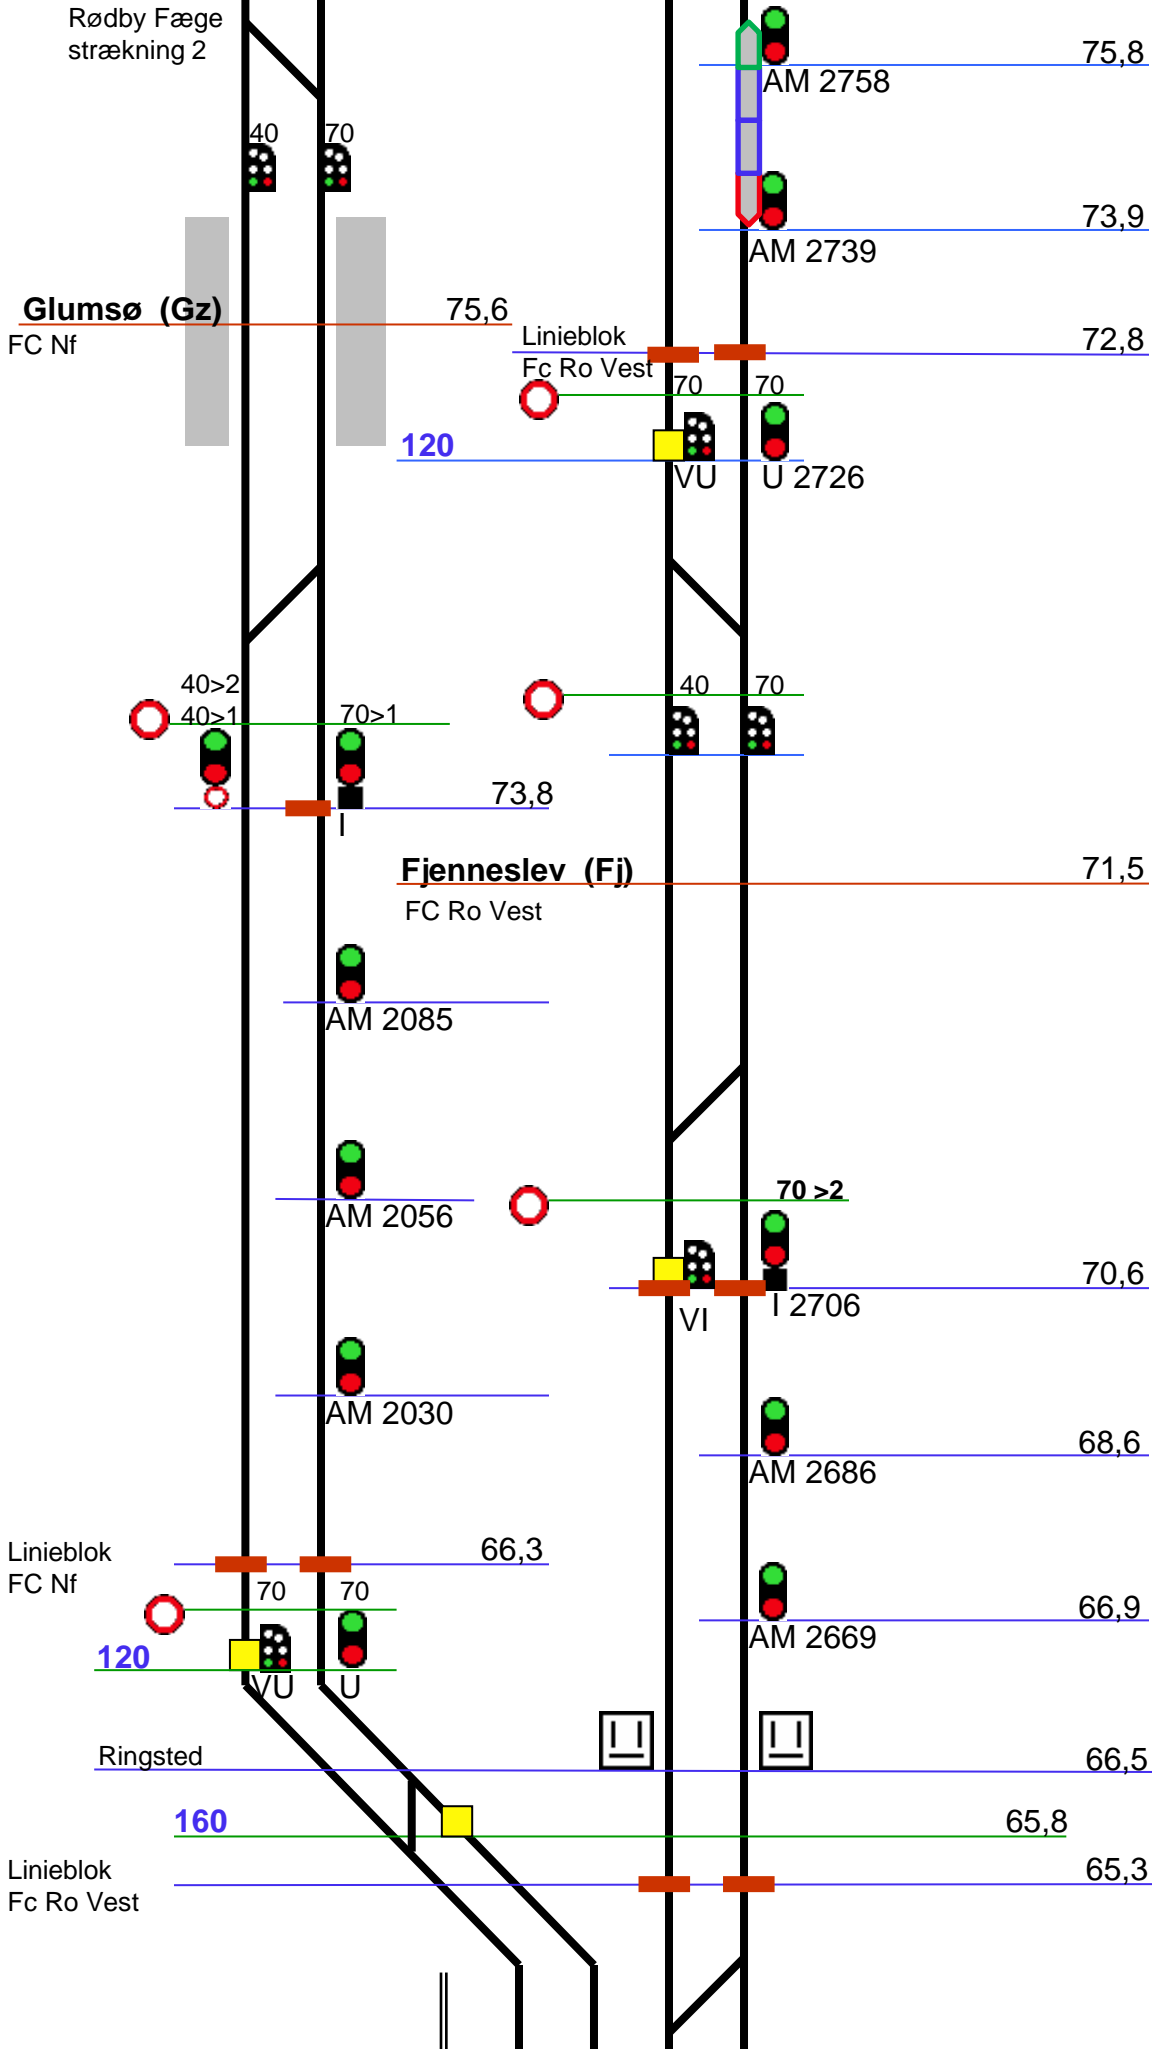 Rødby Fæge
strækning 2
75,8
AM 2758
40 70
73,9
AM 2739
Glumsø (Gz) 75,6
FC Nf
Linieblok 72,8
Fc Ro Vest
70 70
120
VU U 2726
40>2
40>1 70>1
40 70
73,8
I
Fjenneslev (Fj) 71,5
FC Ro Vest
AM 2085
AM 2056
70 >2
70,6
VI I 2706
AM 2030
68,6
AM 2686
Linieblok 66,3
FC Nf
70 70
66,9
AM 2669
120
VU U
Ringsted 66,5
160 65,8
Linieblok 65,3
Fc Ro Vest